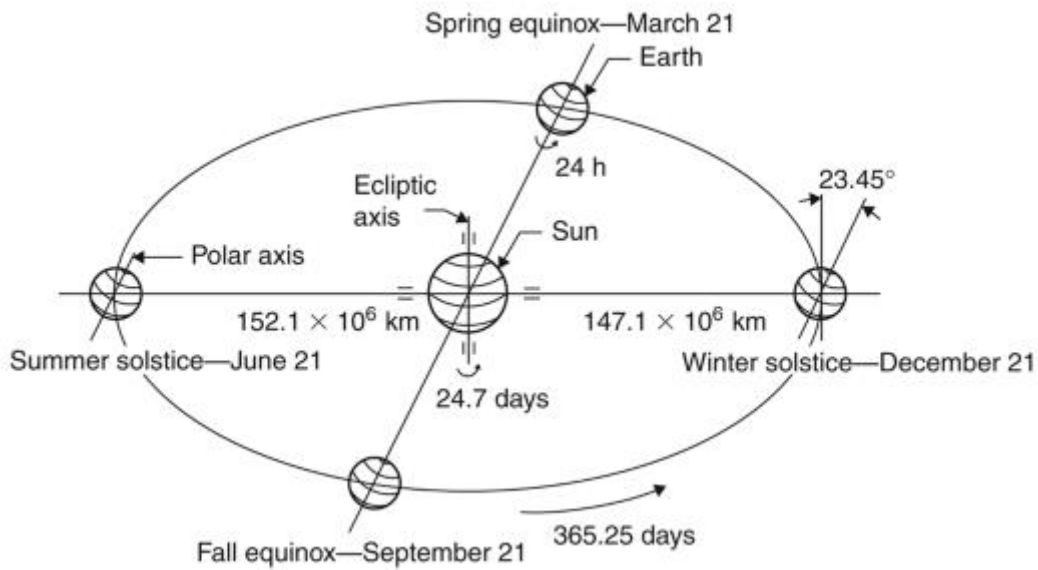 Spring equinox—March 21
Earth
24 h
23.45°
Ecliptic
axis
Sun
Polar axis
152.1 × 10⁶ km
147.1 × 10⁶ km
Summer solstice—June 21
Winter solstice—December 21
24.7 days
365.25 days
Fall equinox—September 21